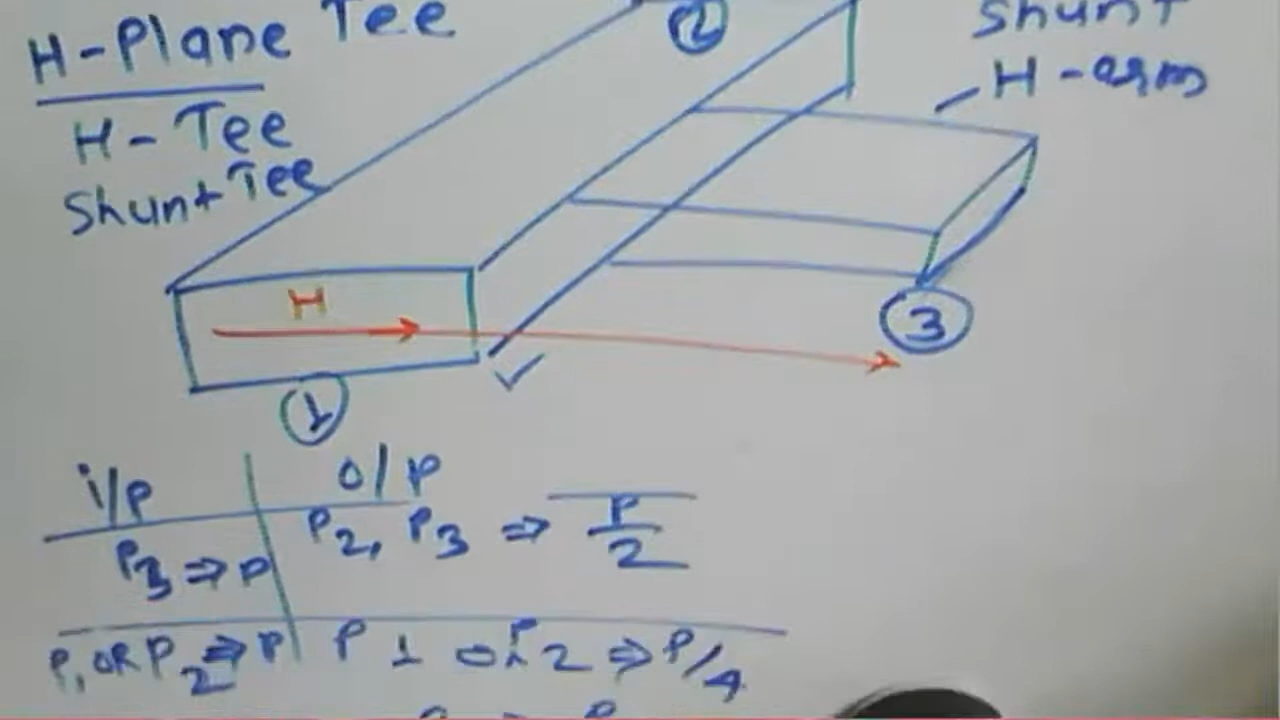 H-Plane Tee
H- Tee
Shunt Tee
②
Shunt
H-arm
H
①
③
i/p
o/p
P3 ⇒ P
P2, P3 ⇒ P/2
P1 OR P2 ⇒ P
P 1 or P2 ⇒ P/4